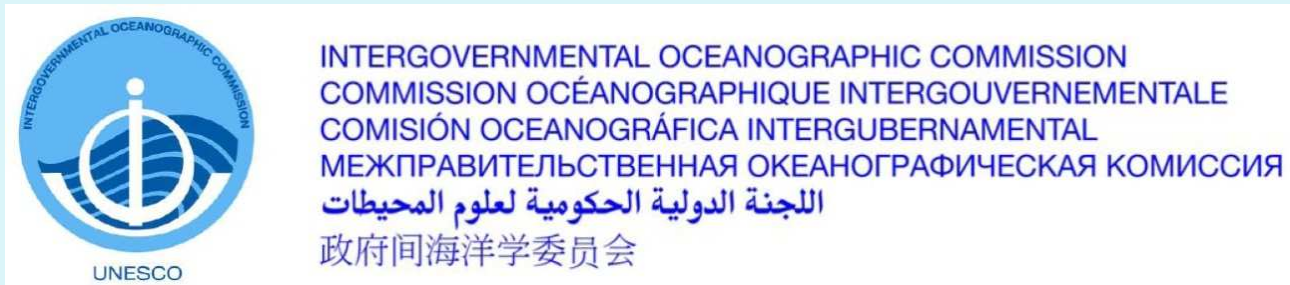 INTERGOVERNMENTAL OCEANOGRAPHIC COMMISSION
UNESCO
INTERGOVERNMENTAL OCEANOGRAPHIC COMMISSION
COMMISSION OCÉANOGRAPHIQUE INTERGOUVERNEMENTALE
COMISIÓN OCEANOGRÁFICA INTERGUBERNAMENTAL
МЕЖПРАВИТЕЛЬСТВЕННАЯ ОКЕАНОГРАФИЧЕСКАЯ КОМИССИЯ
اللجنة الدولية الحكومية لعلوم المحيطات
政府间海洋学委员会